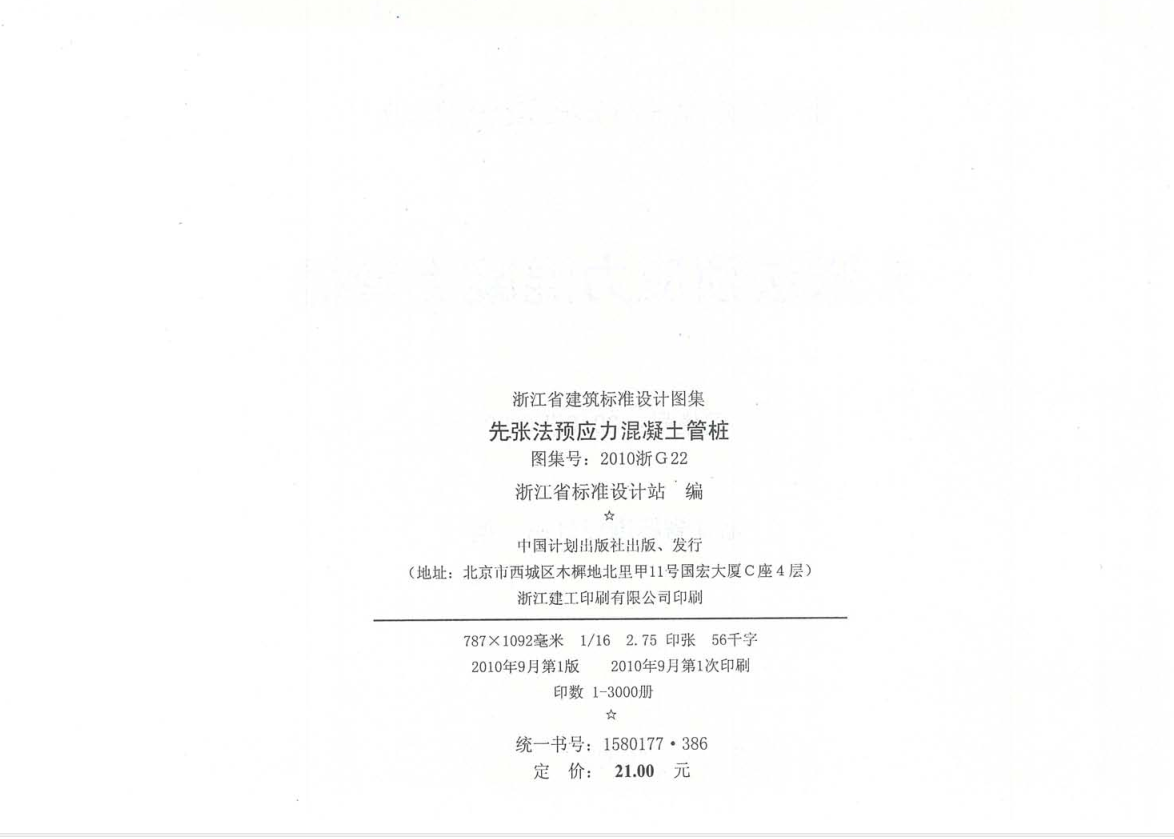 浙江省建筑标准设计图集
先张法预应力混凝土管桩
图集号：2010浙G22
浙江省标准设计站 编
☆
中国计划出版社出版、发行
（地址：北京市西城区木樨地北里甲11号国宏大厦C座4层）
浙江建工印刷有限公司印刷
787×1092毫米 1/16 2.75 印张 56千字
2010年9月第1版 2010年9月第1次印刷
印数 1-3000册
☆
统一书号：1580177·386
定 价： 21.00 元